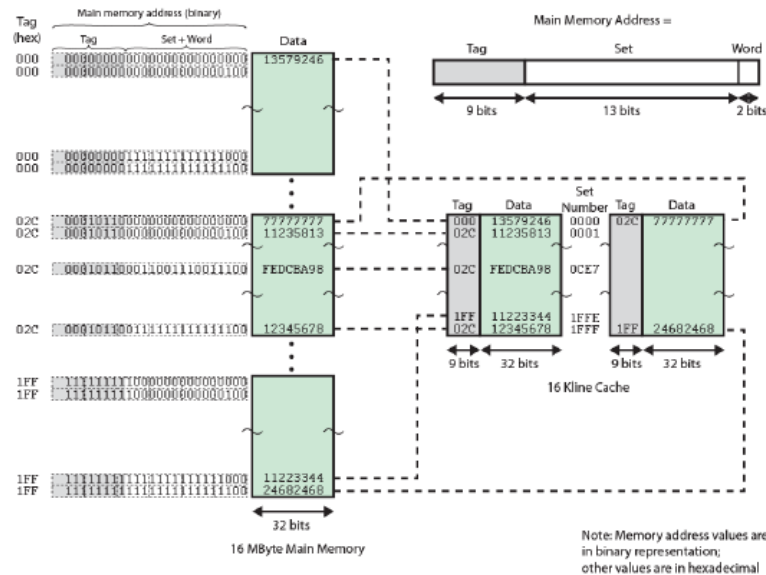 Tag
(hex)
Main memory address (binary)
Tag
Set + Word
Data
000
13579246
000
000
000
02C
77777777
02C
11235813
02C
FEDCBA98
02C
12345678
1FF
1FF
1FF
11223344
1FF
24682468
32 bits
16 MByte Main Memory
Main Memory Address =
Tag
Set
Word
9 bits
13 bits
2 bits
Tag
Data
Set
Number
Tag
Data
000
13579246
0000
02C
77777777
02C
11235813
0001
02C
FEDCBA98
0CE7
1FF
11223344
1FFE
02C
12345678
1FFF
1FF
24682468
9 bits
32 bits
9 bits
32 bits
16 Kline Cache
Note: Memory address values are
in binary representation;
other values are in hexadecimal